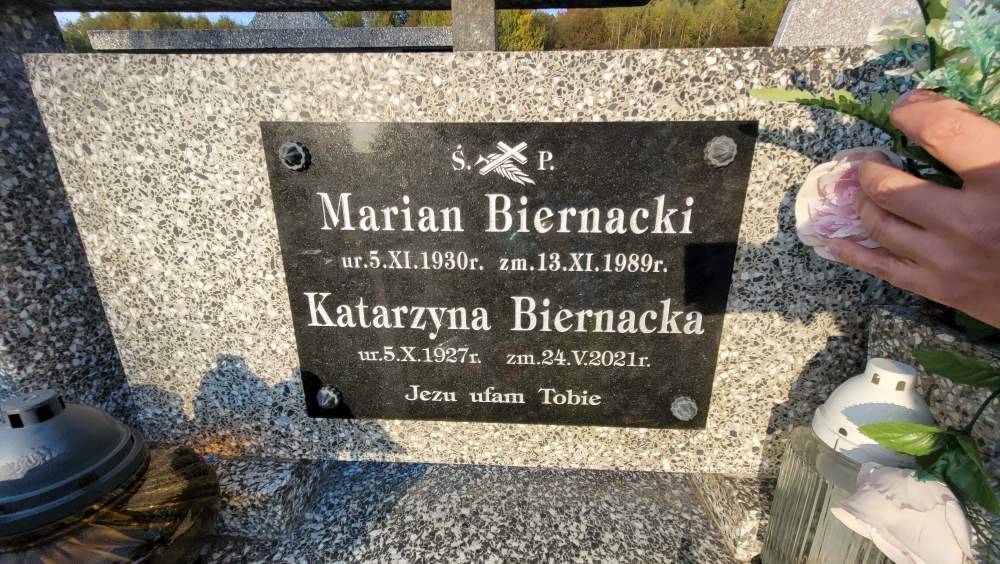 Ś. P.
Marian Biernacki
ur.5.XI.1930r. zm.13.XI.1989r.
Katarzyna Biernacka
ur.5.X.1927r. zm.24.V.2021r.
Jezu ufam Tobie